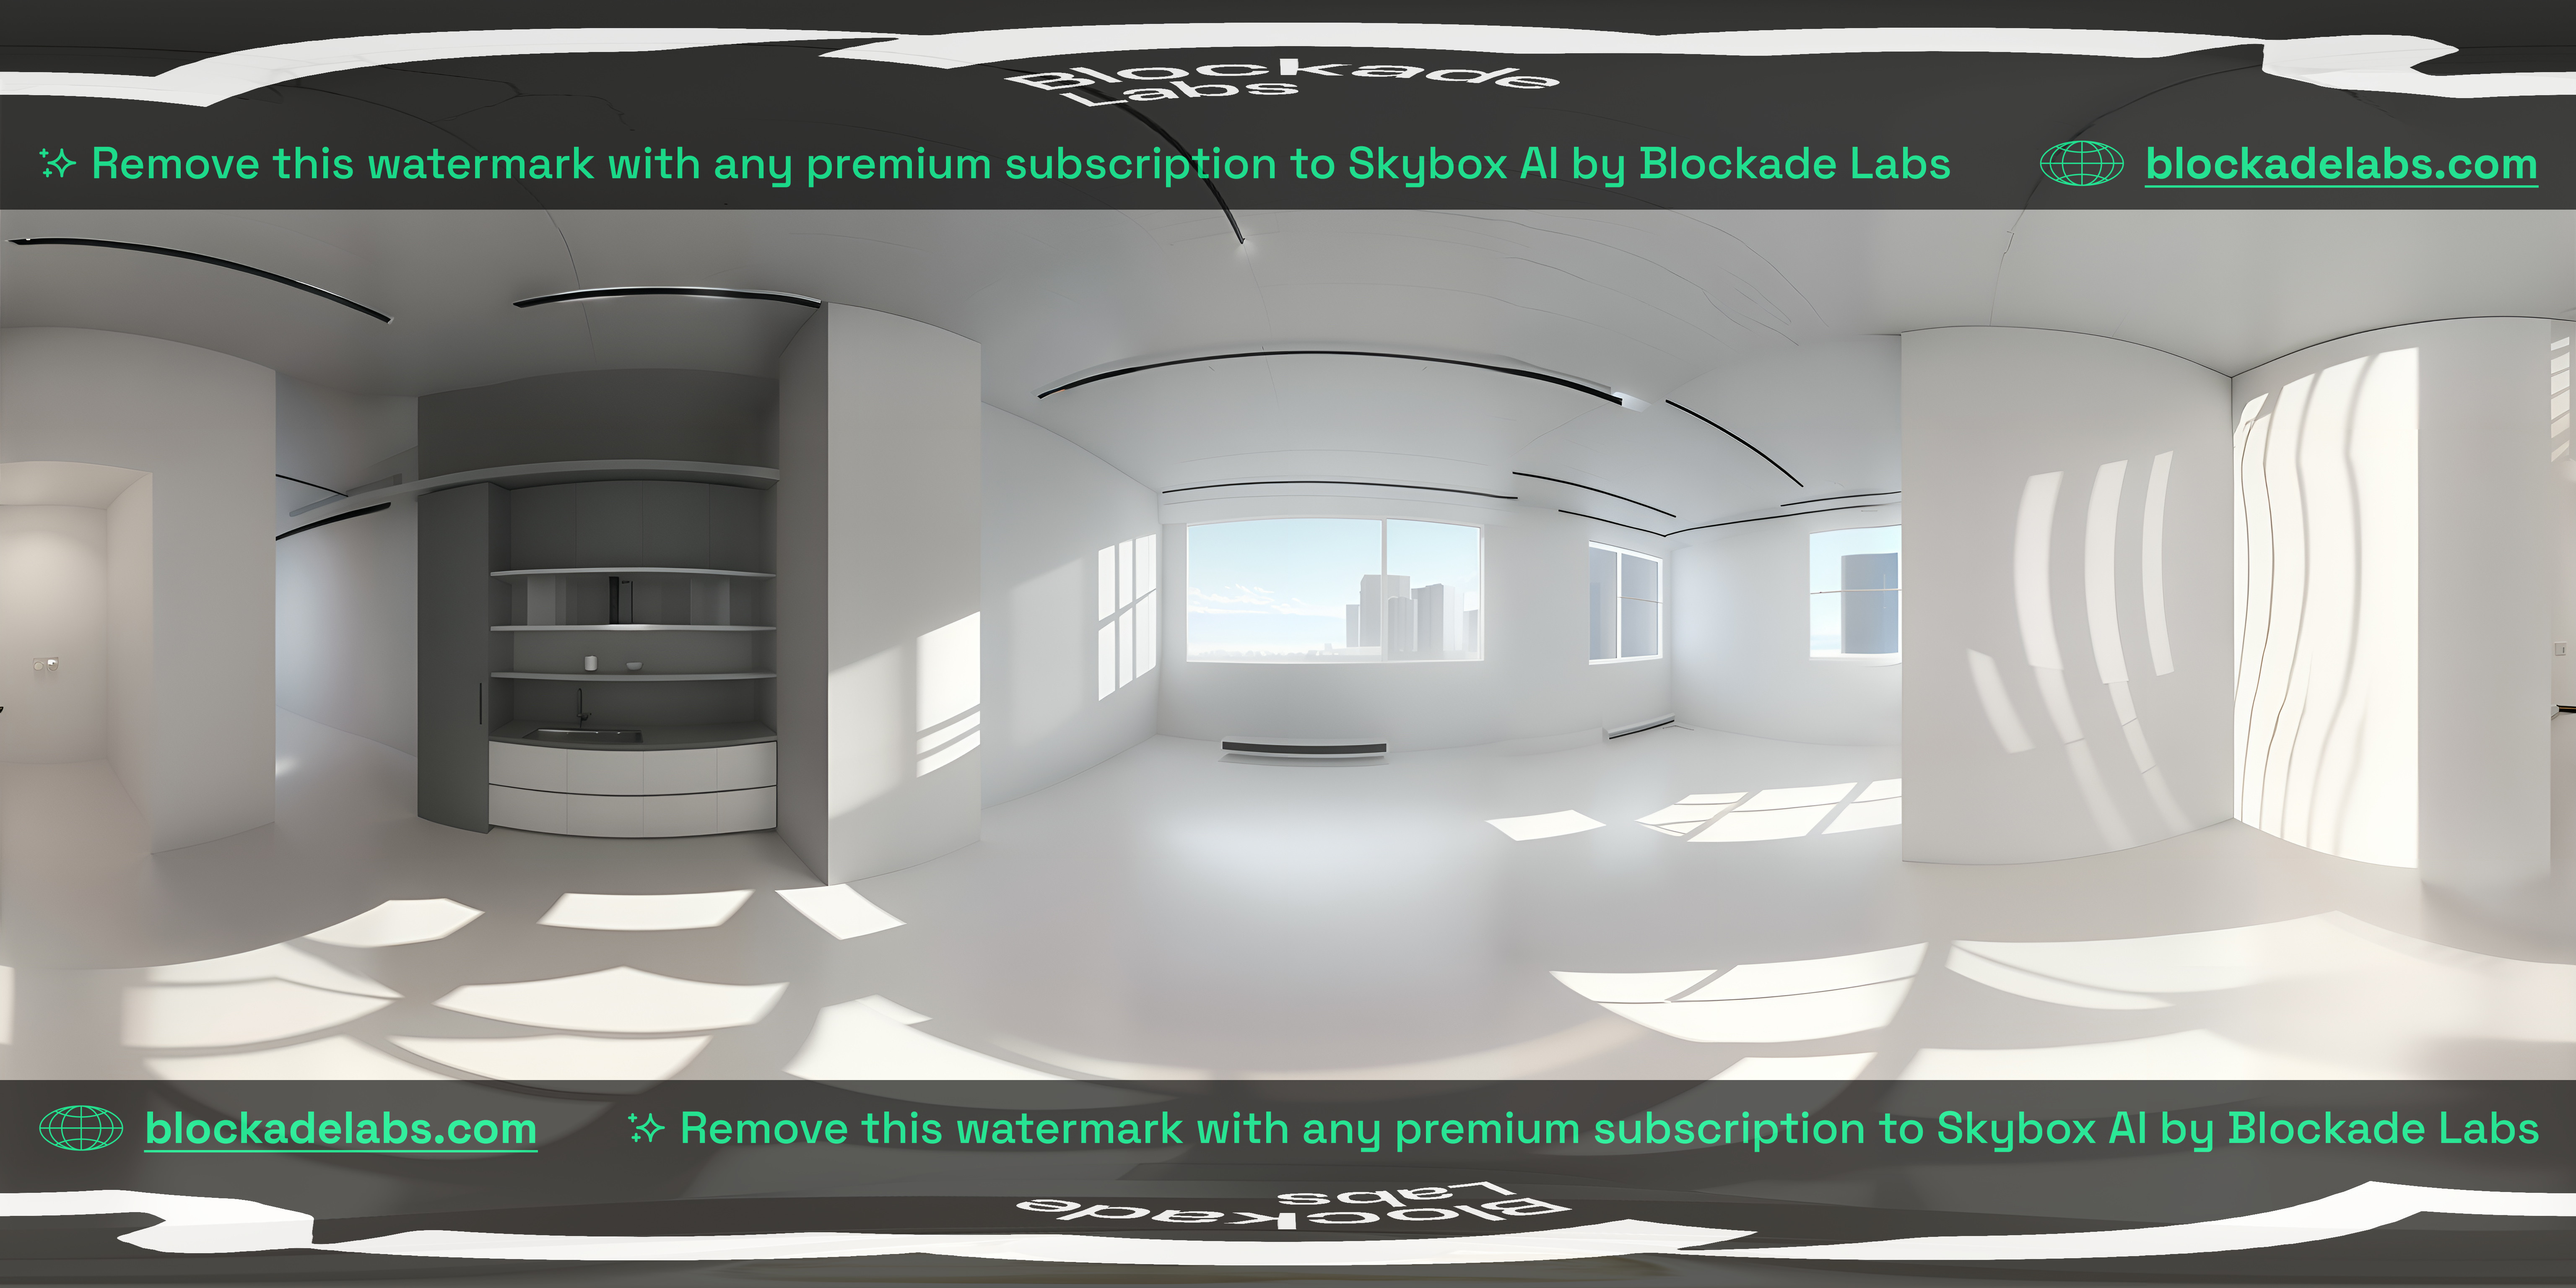 Blockade
Labs
Remove this watermark with any premium subscription to Skybox AI by Blockade Labs
blockadelabs.com
blockadelabs.com
Remove this watermark with any premium subscription to Skybox AI by Blockade Labs
Blockade
Labs